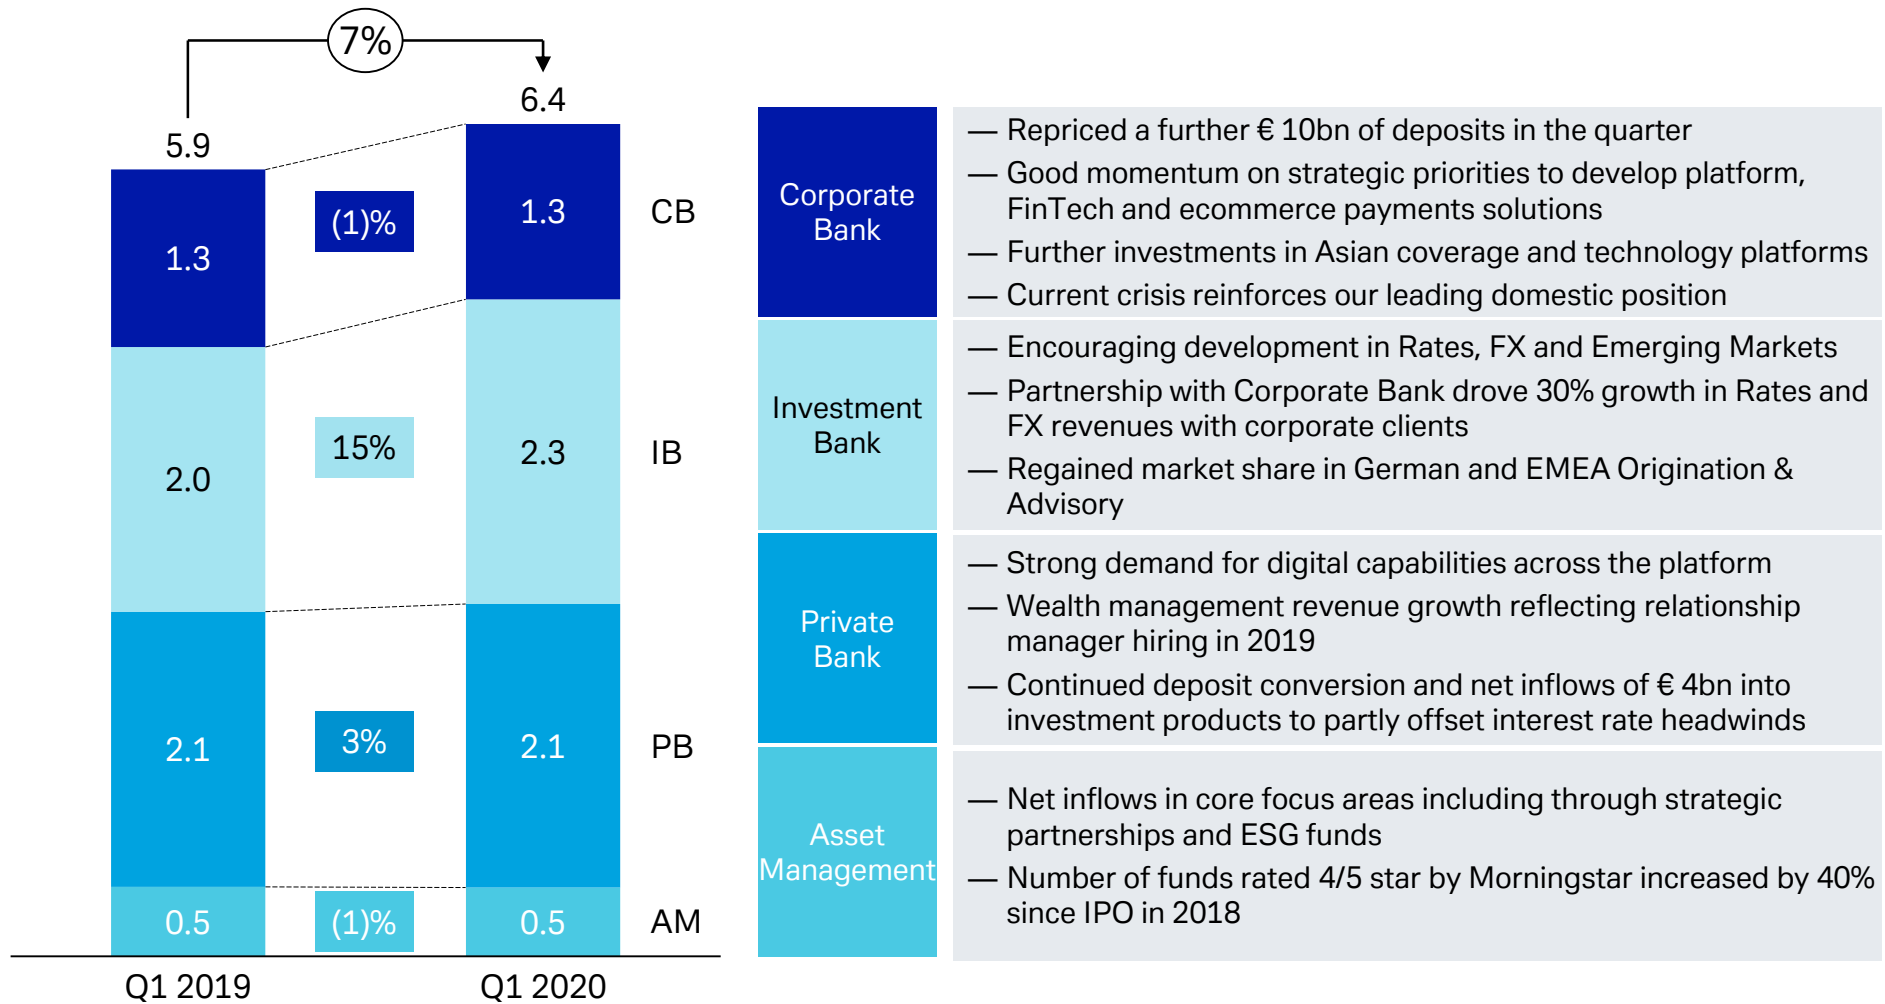 7%
5.9
6.4
1.3
(1)%
1.3
CB
2.0
15%
2.3
IB
2.1
3%
2.1
PB
0.5
(1)%
0.5
AM
Q1 2019
Q1 2020
Corporate
Bank
— Repriced a further € 10bn of deposits in the quarter
— Good momentum on strategic priorities to develop platform,
FinTech and ecommerce payments solutions
— Further investments in Asian coverage and technology platforms
— Current crisis reinforces our leading domestic position
Investment
Bank
— Encouraging development in Rates, FX and Emerging Markets
— Partnership with Corporate Bank drove 30% growth in Rates and
FX revenues with corporate clients
— Regained market share in German and EMEA Origination &
Advisory
Private
Bank
— Strong demand for digital capabilities across the platform
— Wealth management revenue growth reflecting relationship
manager hiring in 2019
— Continued deposit conversion and net inflows of € 4bn into
investment products to partly offset interest rate headwinds
Asset
Management
— Net inflows in core focus areas including through strategic
partnerships and ESG funds
— Number of funds rated 4/5 star by Morningstar increased by 40%
since IPO in 2018